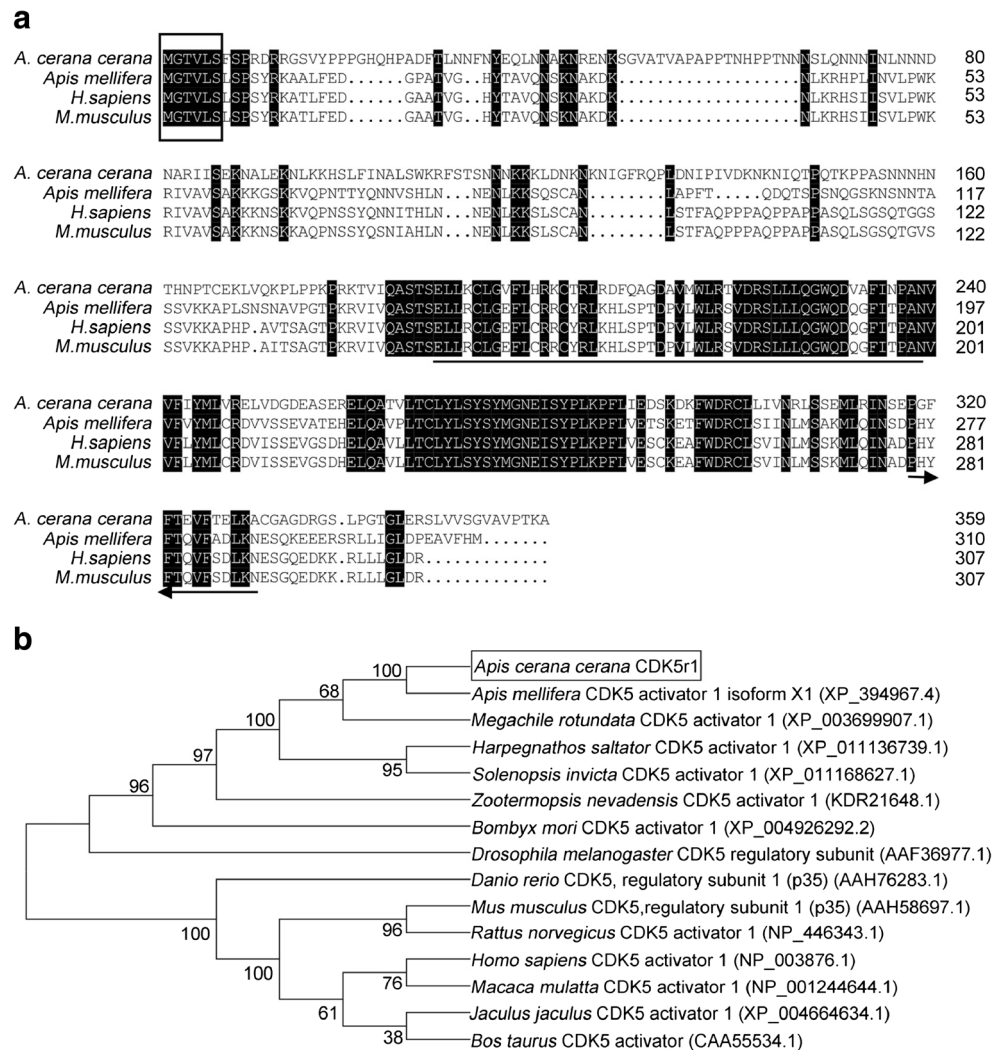 a
A. cerana cerana MGTVLSFSPRDRRGSVYPPPGHQHPADFTLNNFNYEQLNNAKNRENKSGVATVAPAPPTNHPPTNNNNSLQNNNINLNNND 80
Apis mellifera MGTVLSLSPSYRKAALFED......GPATVG..HYTAVQNSKNAKDK...................NLKRHPLINVLPWK 53
H.sapiens MGTVLSLSPSYRKATLFED......GAATVG..HYTAVQNSKNAKDK...................NLKRHSIISVLPWK 53
M.musculus MGTVLSLSPSYRKATLFED......GAATVG..HYTAVQNSKNAKDK...................NLKRHSIISVLPWK 53
A. cerana cerana NARIISEKNALEKNLKKHSLFINALSWKRFSTSNNNKKKLDNKNKNIGFRQPLDNIPIVDKNKNIQTPQTKPPASNNNHN 160
Apis mellifera RIVAVSAKKKGSKKVQPNTTYQNNVSHLN...NENLKKSQSCAN........LAPFT.....QDQTSPSNQGSKNSNNTA 117
H.sapiens RIVAVSAKKKNSKKVQPNSSYQNNITHLN...NENLKKSLSCAN........LSTFAQPPPAQPPAPPASQLSGSQTGGS 122
M.musculus RIVAVSAKKKNSKKAQPNSSYQSNIAHLN...NENLKKSLSCAN........LSTFAQPPPAQPPAPPASQLSGSQTGVS 122
A. cerana cerana THNPTCEKLVQKPLPPKPRKTVIQASTSELLKCLGVFLHRKCTRLRDFQAGDAVMWLRTVDRSLLLQGWQDVAFINPANV 240
Apis mellifera SSVKKAPLSNSNAVPGTPKRVIVQASTSELLRCLGEFLCRRCYRLKHLSPTDPVLWLRSVDRSLLLQGWQDQGFITPANV 197
H.sapiens SSVKKAPHP.AVTSAGTPKRVIVQASTSELLRCLGEFLCRRCYRLKHLSPTDPVLWLRSVDRSLLLQGWQDQGFITPANV 201
M.musculus SSVKKAPHP.AITSAGTPKRVIVQASTSELLRCLGEFLCRRCYRLKHLSPTDPVLWLRSVDRSLLLQGWQDQGFITPANV 201
A. cerana cerana VFIYMLVRELVDGDEASERELQATVLTCLYLSYSYMGNEISYPLKPFLIEDSKDKFWDRCLLIVNRLSSEMLRINSEPGF 320
Apis mellifera VFVYMLCRDVVSSEVATEHELQAVPLTCLYLSYSYMGNEISYPLKPFLVETSKETFWDRCLSIINLMSAKMLQINSDPHY 277
H.sapiens VFLYMLCRDVISSEVGSDHELQAVLLTCLYLSYSYMGNEISYPLKPFLVESCKEAFWDRCLSVINLMSSKMLQINADPHY 281
M.musculus VFLYMLCRDVISSEVGSDHELQAVLLTCLYLSYSYMGNEISYPLKPFLVESCKEAFWDRCLSVINLMSSKMLQINADPHY 281
A. cerana cerana FTEVFTELKACGAGDRGS.LPGTGLERSLVVSGVAVPTKA 359
Apis mellifera FTQVFADLKNESQKEEERSRLLIGLDPEAVFHM....... 310
H.sapiens FTQVFSDLKNESGQEDKK.RLLLGLDR............. 307
M.musculus FTQVFSDLKNESGQEDKK.RLLLGLDR............. 307
b
Apis cerana cerana CDK5r1
Apis mellifera CDK5 activator 1 isoform X1 (XP_394967.4)
Megachile rotundata CDK5 activator 1 (XP_003699907.1)
Harpegnathos saltator CDK5 activator 1 (XP_011136739.1)
Solenopsis invicta CDK5 activator 1 (XP_011168627.1)
Zootermopsis nevadensis CDK5 activator 1 (KDR21648.1)
Bombyx mori CDK5 activator 1 (XP_004926292.2)
Drosophila melanogaster CDK5 regulatory subunit (AAF36977.1)
Danio rerio CDK5, regulatory subunit 1 (p35) (AAH76283.1)
Mus musculus CDK5,regulatory subunit 1 (p35) (AAH58697.1)
Rattus norvegicus CDK5 activator 1 (NP_446343.1)
Homo sapiens CDK5 activator 1 (NP_003876.1)
Macaca mulatta CDK5 activator 1 (NP_001244644.1)
Jaculus jaculus CDK5 activator 1 (XP_004664634.1)
Bos taurus CDK5 activator (CAA55534.1)
100
68
100
95
97
96
100
96
100
76
61
38